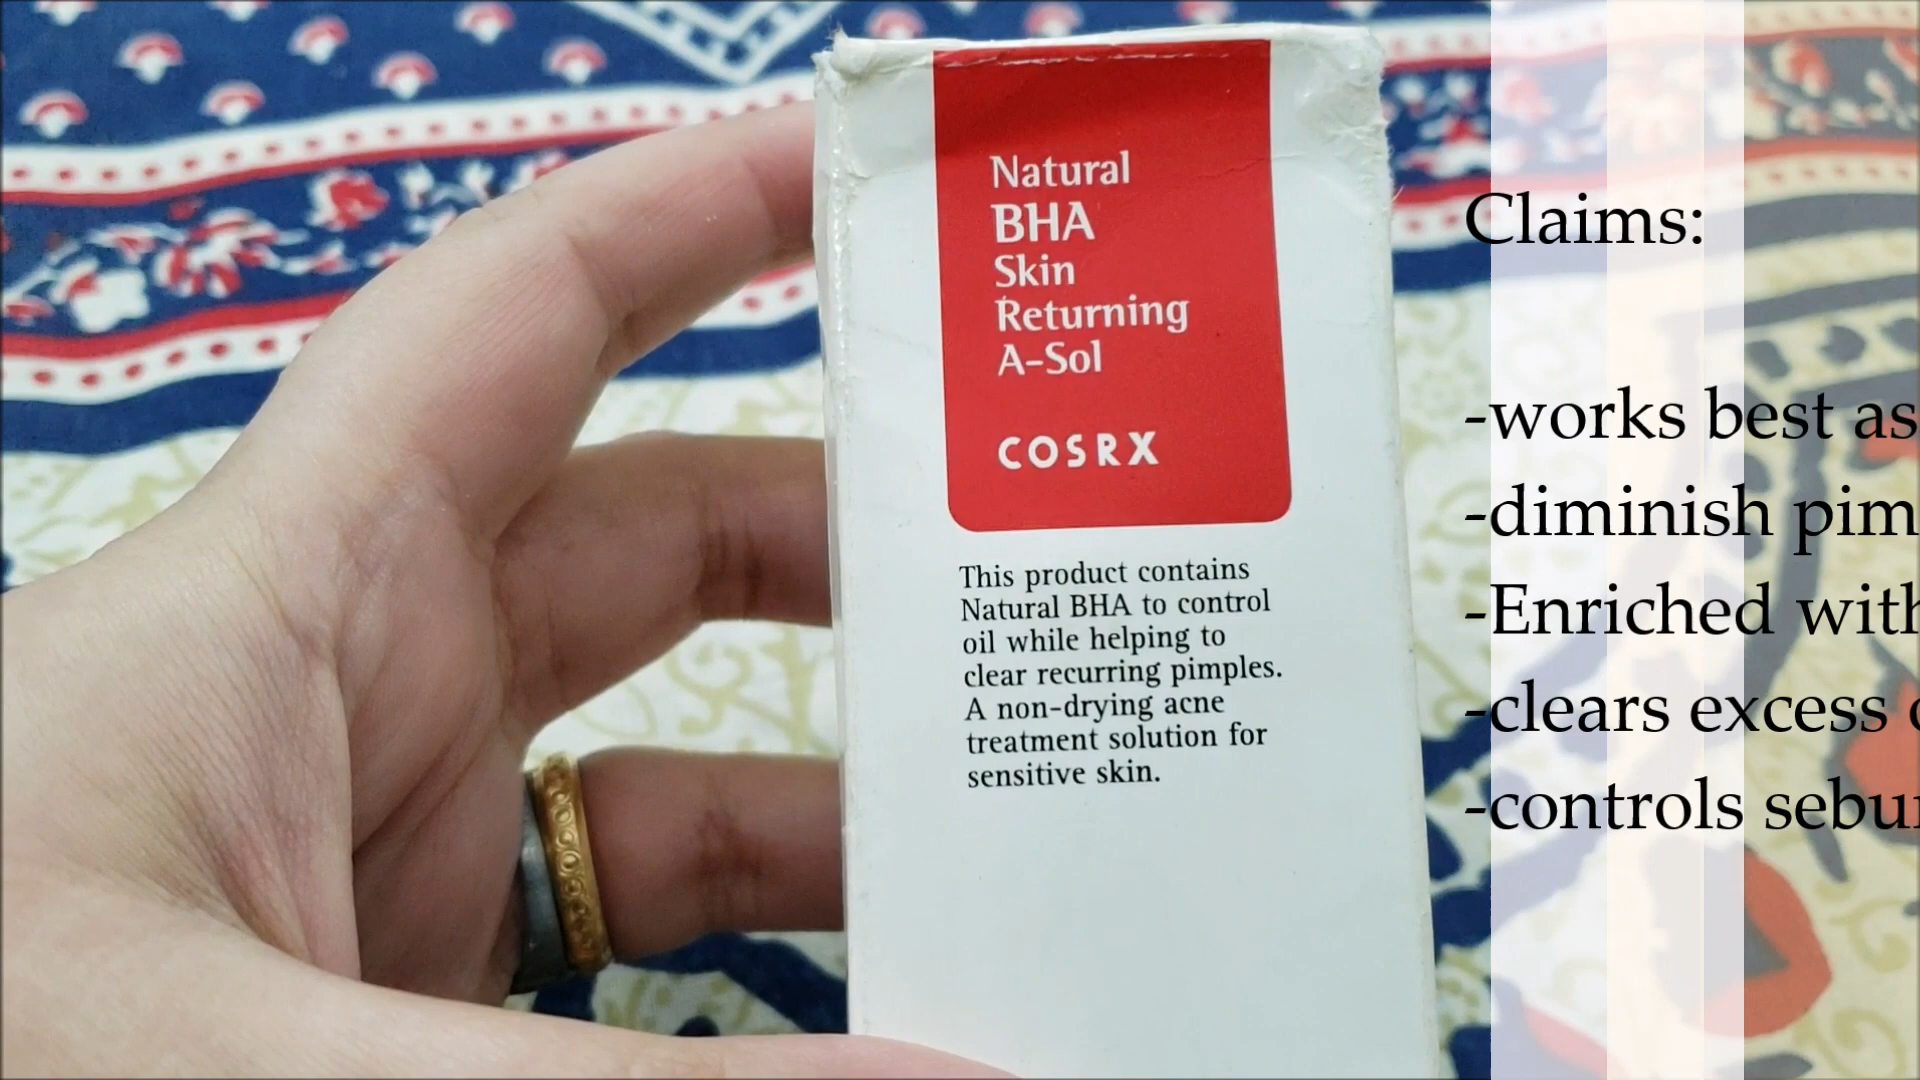 Natural
BHA
Skin
Returning
A-Sol
COSRX
This product contains
Natural BHA to control
oil while helping to
clear recurring pimples.
A non-drying acne
treatment solution for
sensitive skin.
Claims:
-works best as
-diminish pim
-Enriched with
-clears excess
-controls sebu